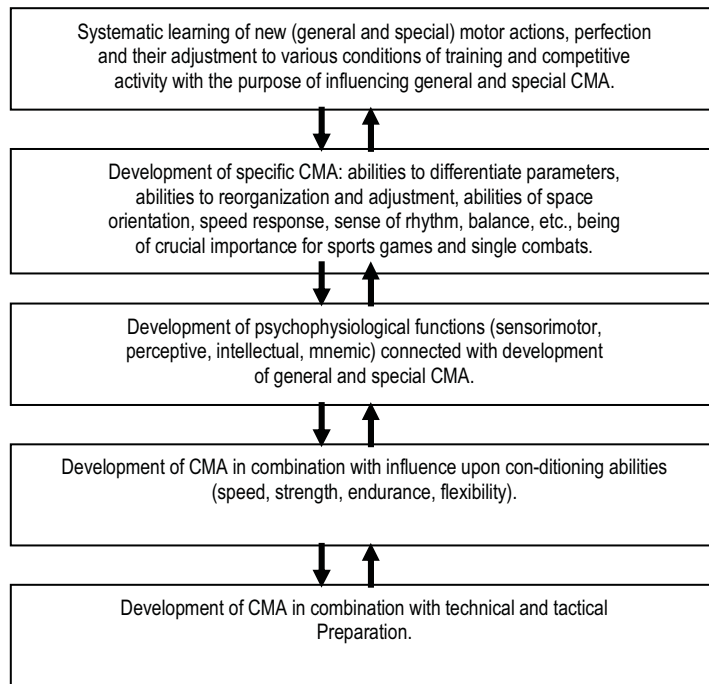 Systematic learning of new (general and special) motor actions, perfection
and their adjustment to various conditions of training and competitive
activity with the purpose of influencing general and special CMA.
Development of specific CMA: abilities to differentiate parameters,
abilities to reorganization and adjustment, abilities of space
orientation, speed response, sense of rhythm, balance, etc., being
of crucial importance for sports games and single combats.
Development of psychophysiological functions (sensorimotor,
perceptive, intellectual, mnemic) connected with development
of general and special CMA.
Development of CMA in combination with influence upon con-ditioning abilities
(speed, strength, endurance, flexibility).
Development of CMA in combination with technical and tactical
Preparation.